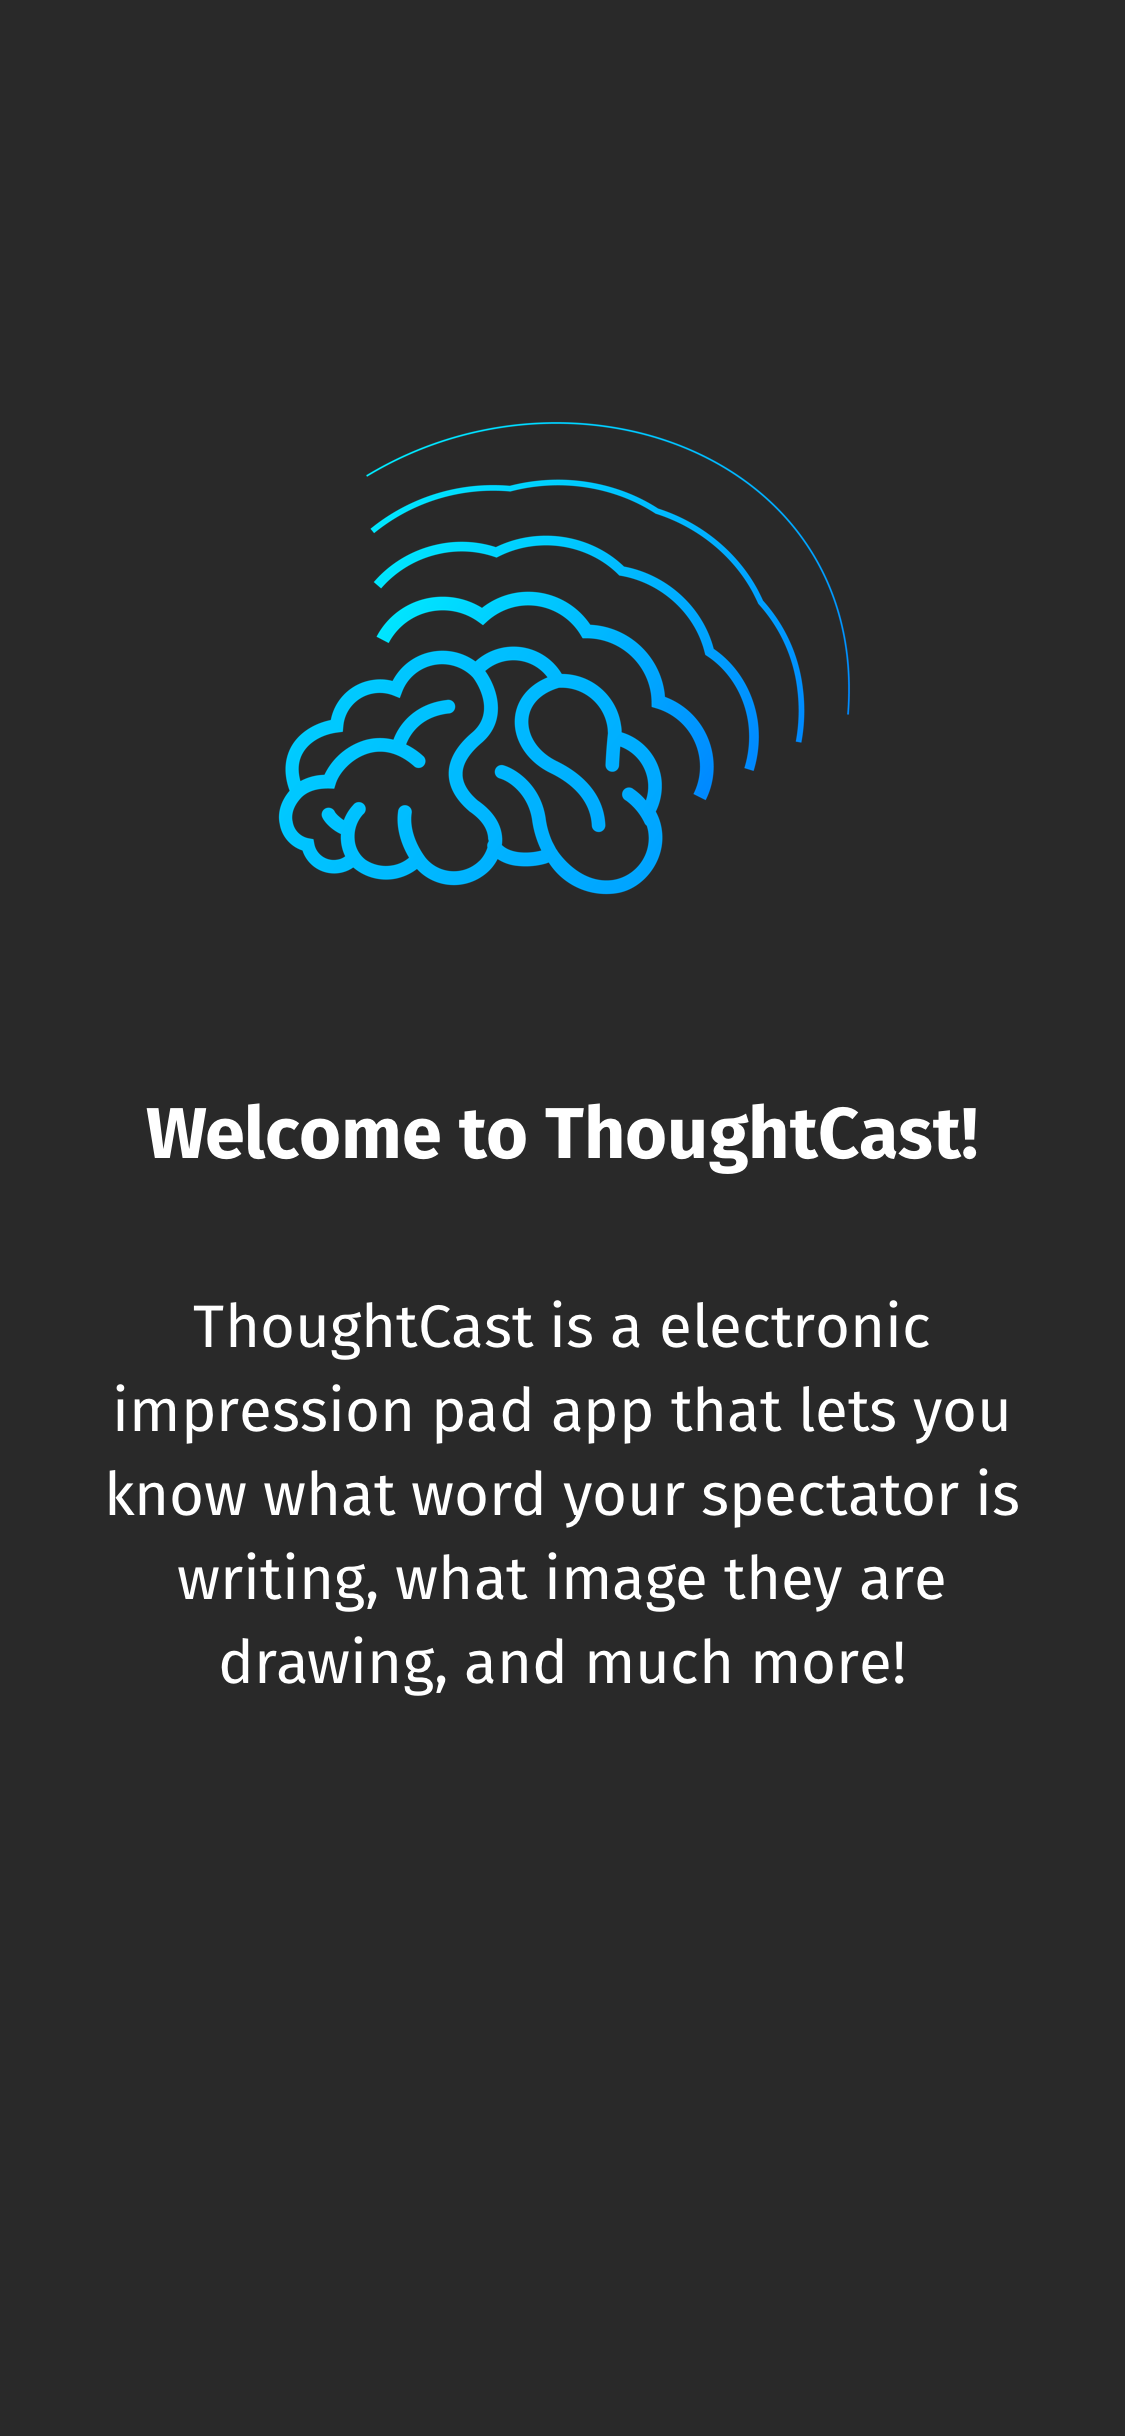 Welcome to ThoughtCast!
ThoughtCast is a electronic
impression pad app that lets you
know what word your spectator is
writing, what image they are
drawing, and much more!